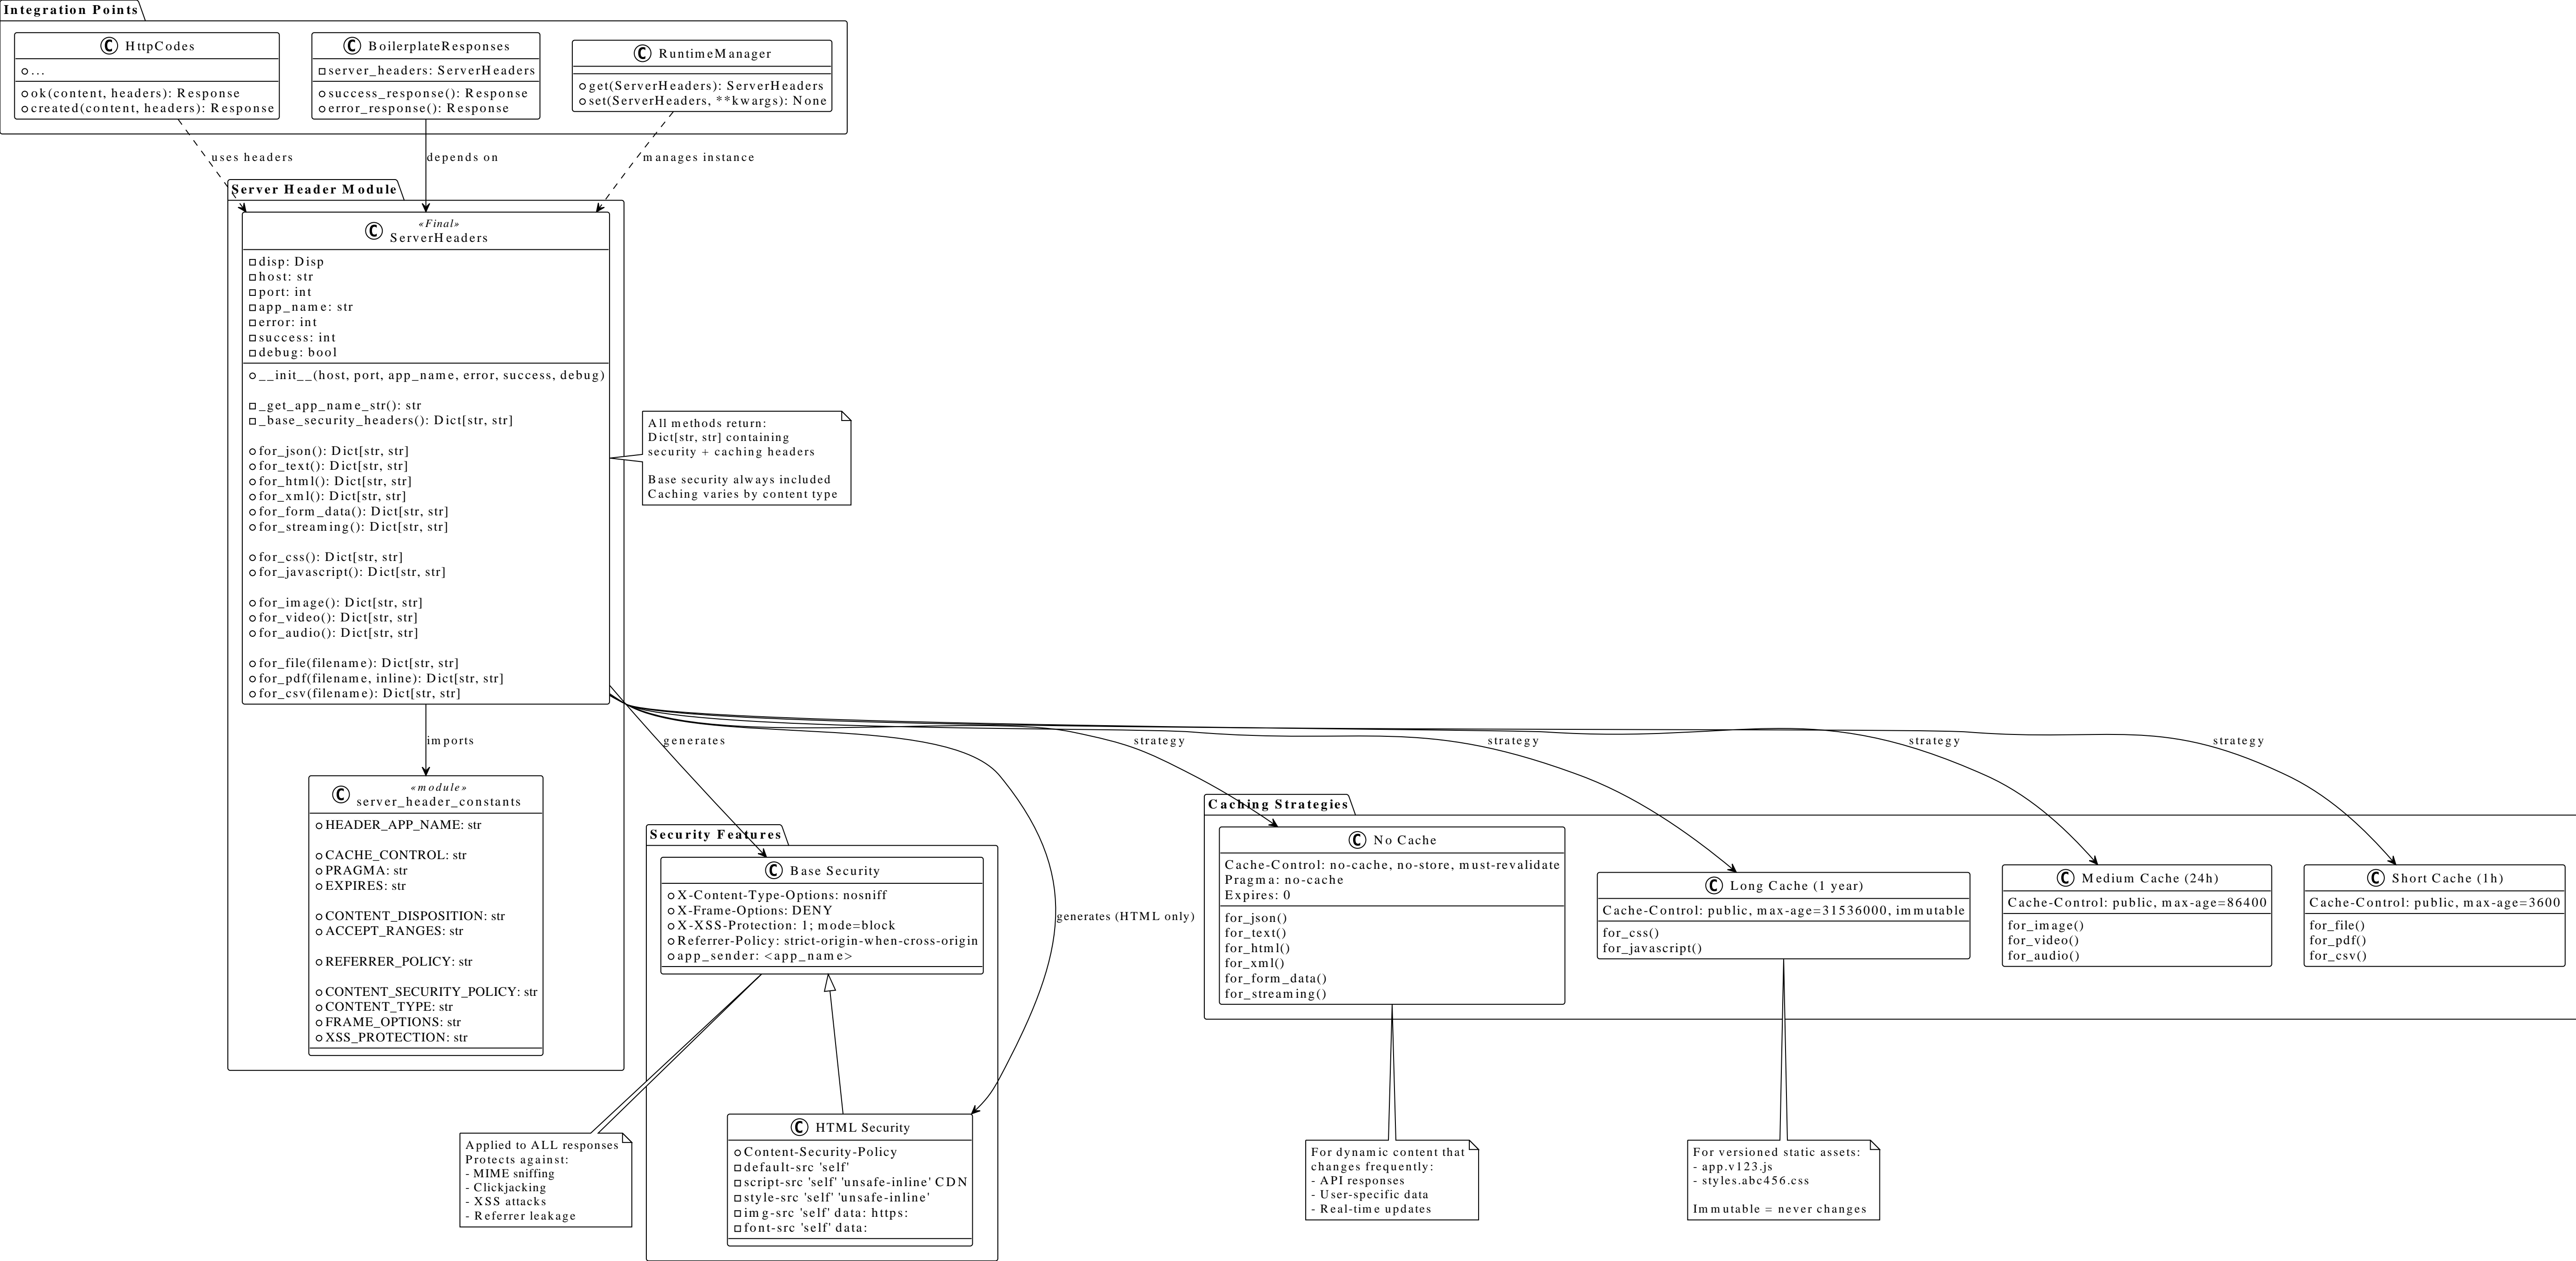 Integration Points
C HttpCodes
...
ok(content, headers): Response
created(content, headers): Response
C BoilerplateResponses
server_headers: ServerHeaders
success_response(): Response
error_response(): Response
C RuntimeManager
get(ServerHeaders): ServerHeaders
set(ServerHeaders, **kwargs): None
uses headers
depends on
manages instance
Server Header Module
«Final»
C ServerHeaders
disp: Disp
host: str
port: int
app_name: str
error: int
success: int
debug: bool
__init__(host, port, app_name, error, success, debug)
_get_app_name_str(): str
_base_security_headers(): Dict[str, str]
for_json(): Dict[str, str]
for_text(): Dict[str, str]
for_html(): Dict[str, str]
for_xml(): Dict[str, str]
for_form_data(): Dict[str, str]
for_streaming(): Dict[str, str]
for_css(): Dict[str, str]
for_javascript(): Dict[str, str]
for_image(): Dict[str, str]
for_video(): Dict[str, str]
for_audio(): Dict[str, str]
for_file(filename): Dict[str, str]
for_pdf(filename, inline): Dict[str, str]
for_csv(filename): Dict[str, str]
All methods return:
Dict[str, str] containing
security + caching headers
Base security always included
Caching varies by content type
imports
generates
strategy
strategy
strategy
strategy
«module»
C server_header_constants
HEADER_APP_NAME: str
CACHE_CONTROL: str
PRAGMA: str
EXPIRES: str
CONTENT_DISPOSITION: str
ACCEPT_RANGES: str
REFERRER_POLICY: str
CONTENT_SECURITY_POLICY: str
CONTENT_TYPE: str
FRAME_OPTIONS: str
XSS_PROTECTION: str
Security Features
C Base Security
X-Content-Type-Options: nosniff
X-Frame-Options: DENY
X-XSS-Protection: 1; mode=block
Referrer-Policy: strict-origin-when-cross-origin
app_sender: <app_name>
generates (HTML only)
Caching Strategies
C No Cache
Cache-Control: no-cache, no-store, must-revalidate
Pragma: no-cache
Expires: 0
for_json()
for_text()
for_html()
for_xml()
for_form_data()
for_streaming()
C Long Cache (1 year)
Cache-Control: public, max-age=31536000, immutable
for_css()
for_javascript()
C Medium Cache (24h)
Cache-Control: public, max-age=86400
for_image()
for_video()
for_audio()
C Short Cache (1h)
Cache-Control: public, max-age=3600
for_file()
for_pdf()
for_csv()
Applied to ALL responses
Protects against:
- MIME sniffing
- Clickjacking
- XSS attacks
- Referrer leakage
C HTML Security
Content-Security-Policy
default-src 'self'
script-src 'self' 'unsafe-inline' CDN
style-src 'self' 'unsafe-inline'
img-src 'self' data: https:
font-src 'self' data:
For dynamic content that
changes frequently:
- API responses
- User-specific data
- Real-time updates
For versioned static assets:
- app.v123.js
- styles.abc456.css
Immutable = never changes